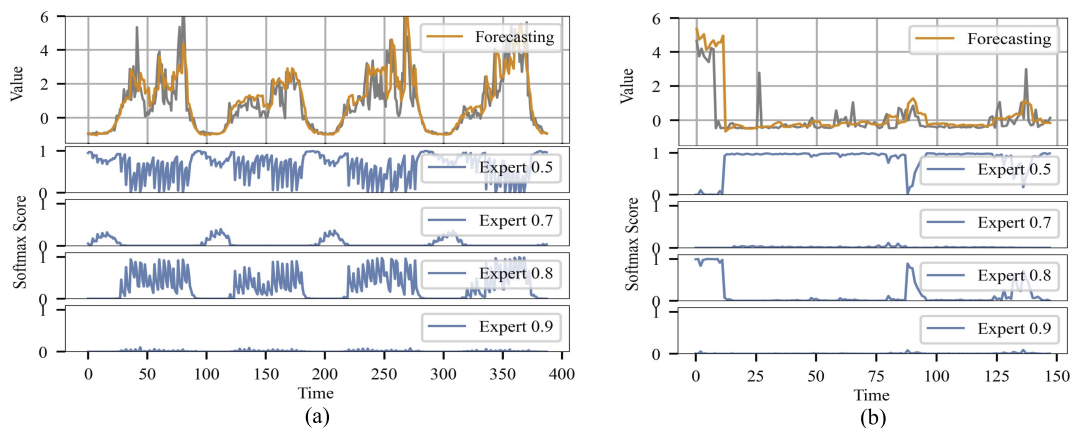 6
4
2
0
Value
Forecasting
1
0
Expert 0.5
1
0
Expert 0.7
1
0
Expert 0.8
1
0
Expert 0.9
Softmax Score
0 50 100 150 200 250 300 350 400
Time
(a)
6
4
2
0
Value
Forecasting
1
0
Expert 0.5
1
0
Expert 0.7
1
0
Expert 0.8
1
0
Expert 0.9
Softmax Score
0 25 50 75 100 125 150
Time
(b)